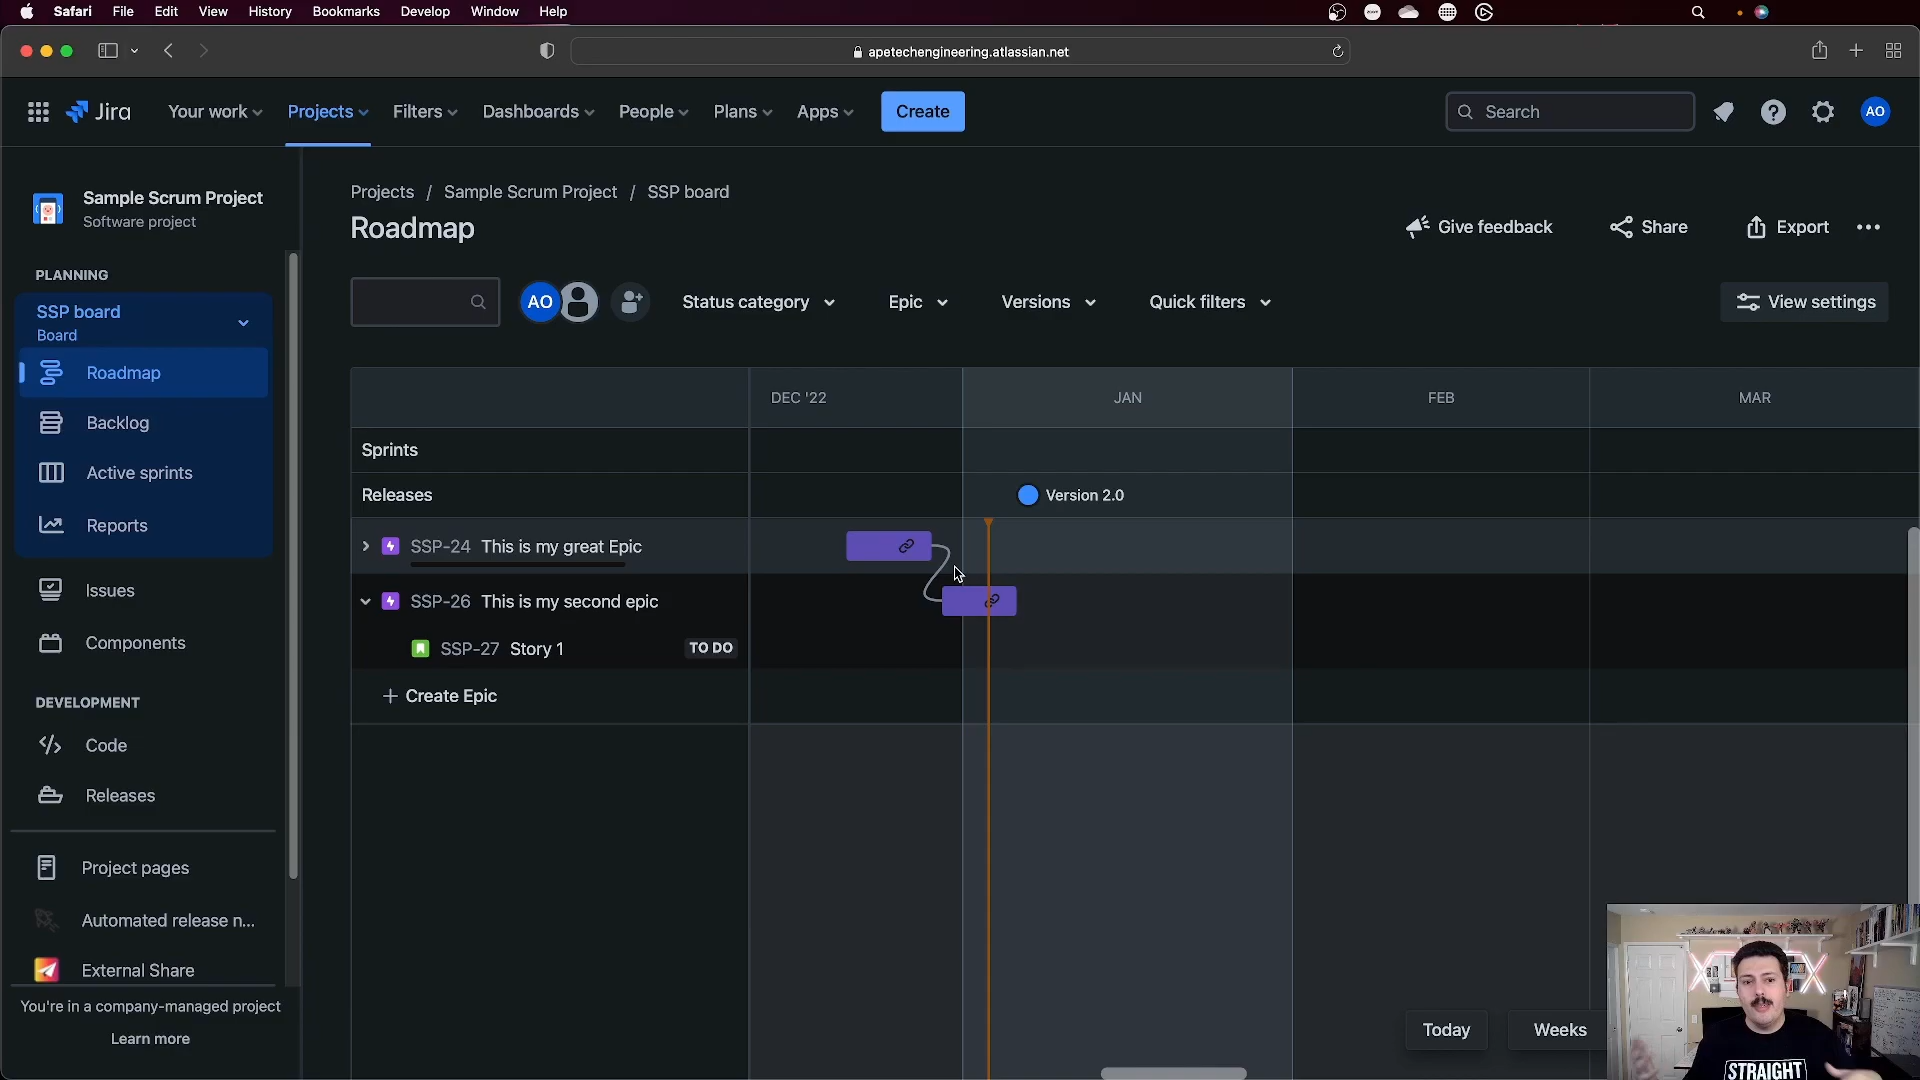 Safari File Edit View History Bookmarks Develop Window Help
apetechengineering.atlassian.net
Jira Your work Projects Filters Dashboards People Plans Apps Create Search AO
Sample Scrum Project
Software project
PLANNING
SSP board
Board
Roadmap
Backlog
Active sprints
Reports
Issues
Components
DEVELOPMENT
Code
Releases
Project pages
Automated release n...
External Share
You're in a company-managed project
Learn more
Projects / Sample Scrum Project / SSP board
Roadmap
Give feedback Share Export
AO Status category Epic Versions Quick filters View settings
DEC '22 JAN FEB MAR
Sprints
Releases Version 2.0
SSP-24 This is my great Epic
SSP-26 This is my second epic
SSP-27 Story 1 TO DO
+ Create Epic
Today Weeks
STRAIGHT